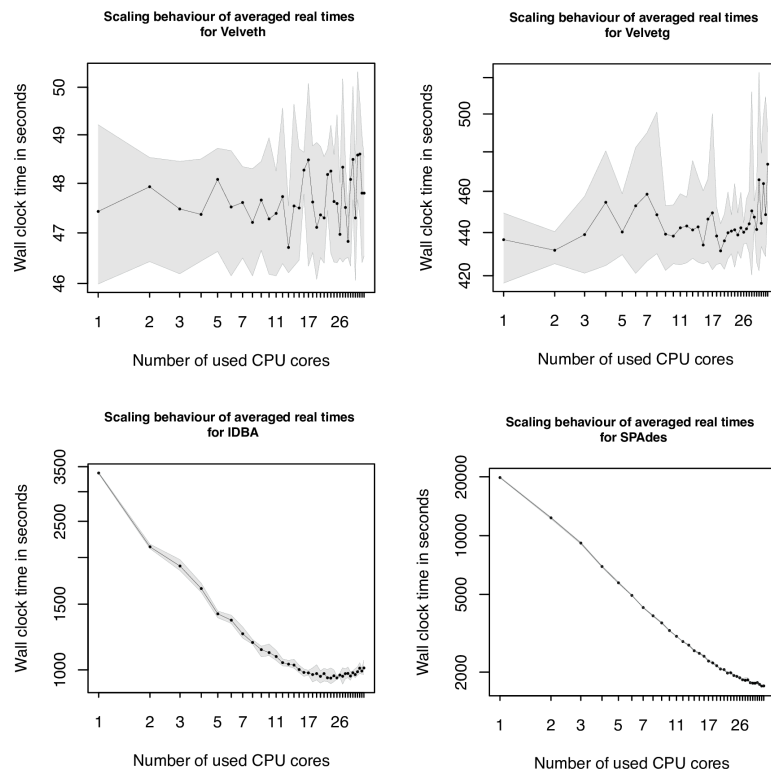 Scaling behaviour of averaged real times
for Velveth
Wall clock time in seconds
50
49
48
47
46
1 2 3 5 7 11 17 26
Number of used CPU cores
Scaling behaviour of averaged real times
for Velvetg
Wall clock time in seconds
500
460
440
420
1 2 3 5 7 11 17 26
Number of used CPU cores
Scaling behaviour of averaged real times
for IDBA
Wall clock time in seconds
3500
2500
1500
1000
1 2 3 5 7 11 17 26
Number of used CPU cores
Scaling behaviour of averaged real times
for SPAdes
Wall clock time in seconds
20000
10000
5000
2000
1 2 3 5 7 11 17 26
Number of used CPU cores